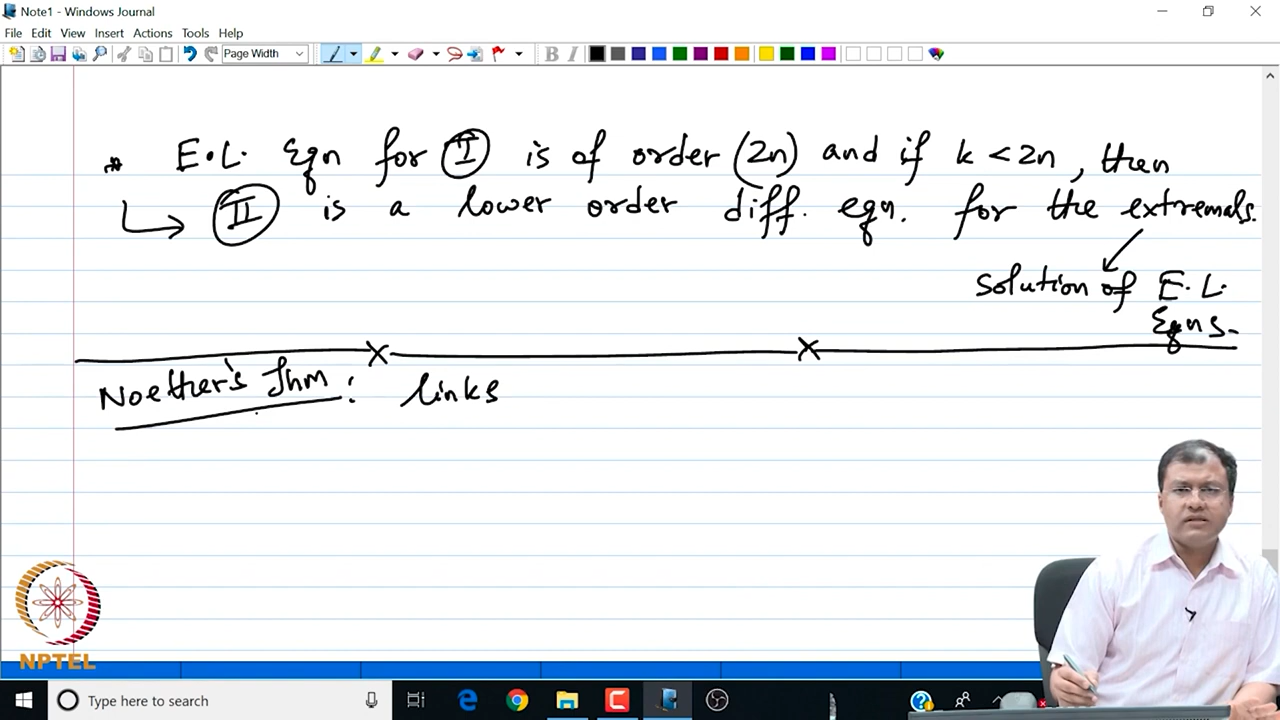 Note1 - Windows Journal
File Edit View Insert Actions Tools Help
Page Width B I
* E.L. Eqn for (I) is of order (2n) and if k < 2n, then
(II) is a lower order diff. eqn. for the extremals.
Solution of E.L.
Eqns.
Noether's Thm : links
NPTEL
Type here to search